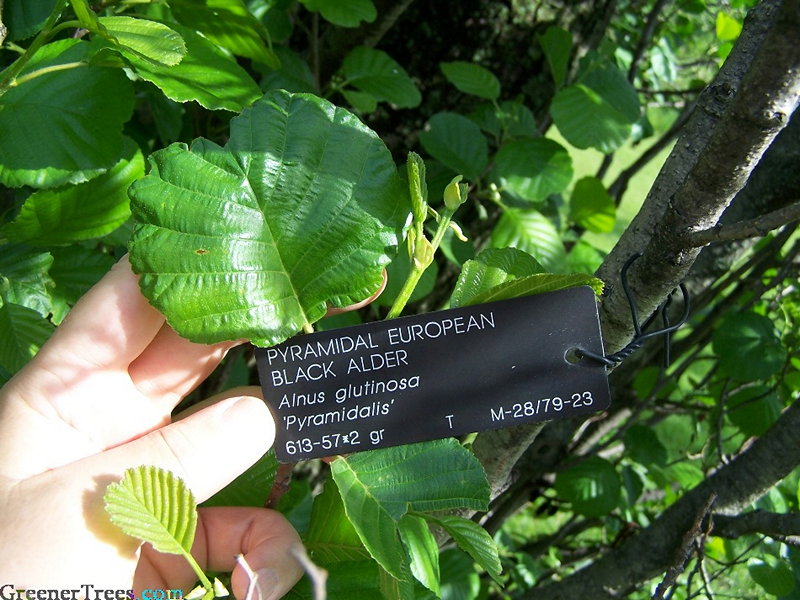 PYRAMIDAL EUROPEAN
BLACK ALDER
Alnus glutinosa
'Pyramidalis'
613-57*2 gr T M-28/79-23
GreenerTrees.com